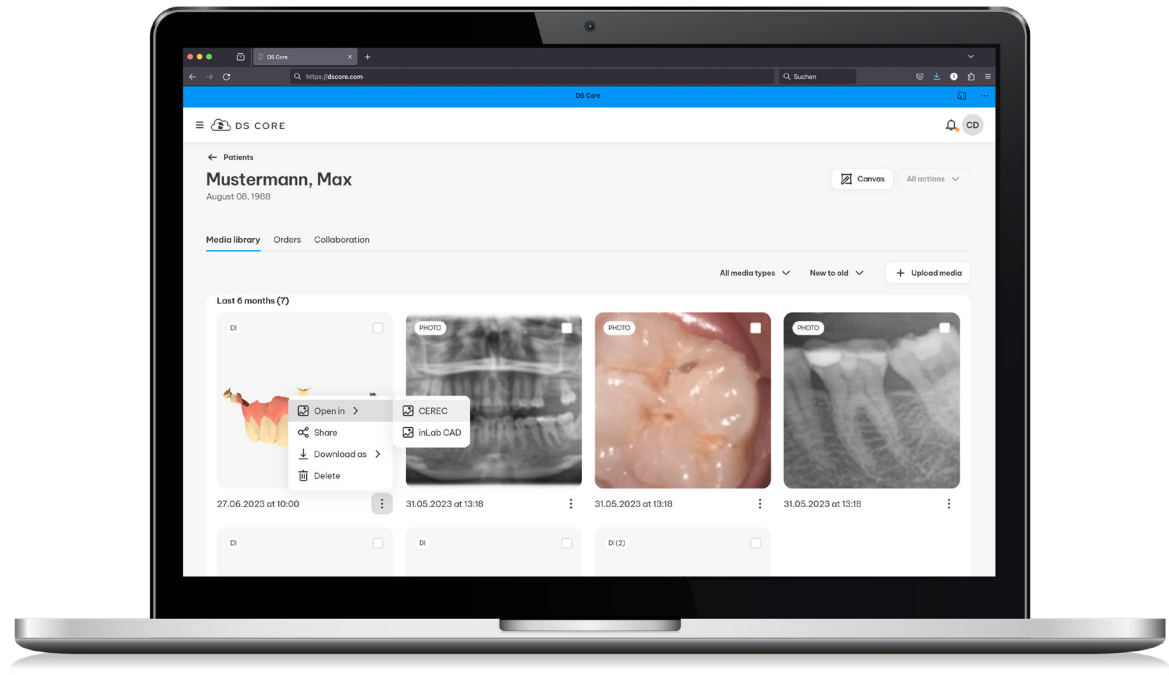 DS Core
https://dscore.com
Suchen
DS Core
DS CORE
CD
Patients
Mustermann, Max
August 08, 1988
Canvas
All actions
Media library
Orders
Collaboration
All media types
New to old
+ Upload media
Last 6 months (7)
DI
PHOTO
PHOTO
PHOTO
Open in
CEREC
Share
inLab CAD
Download as
Delete
27.06.2023 at 10:00
31.05.2023 at 13:18
31.05.2023 at 13:18
31.05.2023 at 13:18
DI
DI
DI (2)